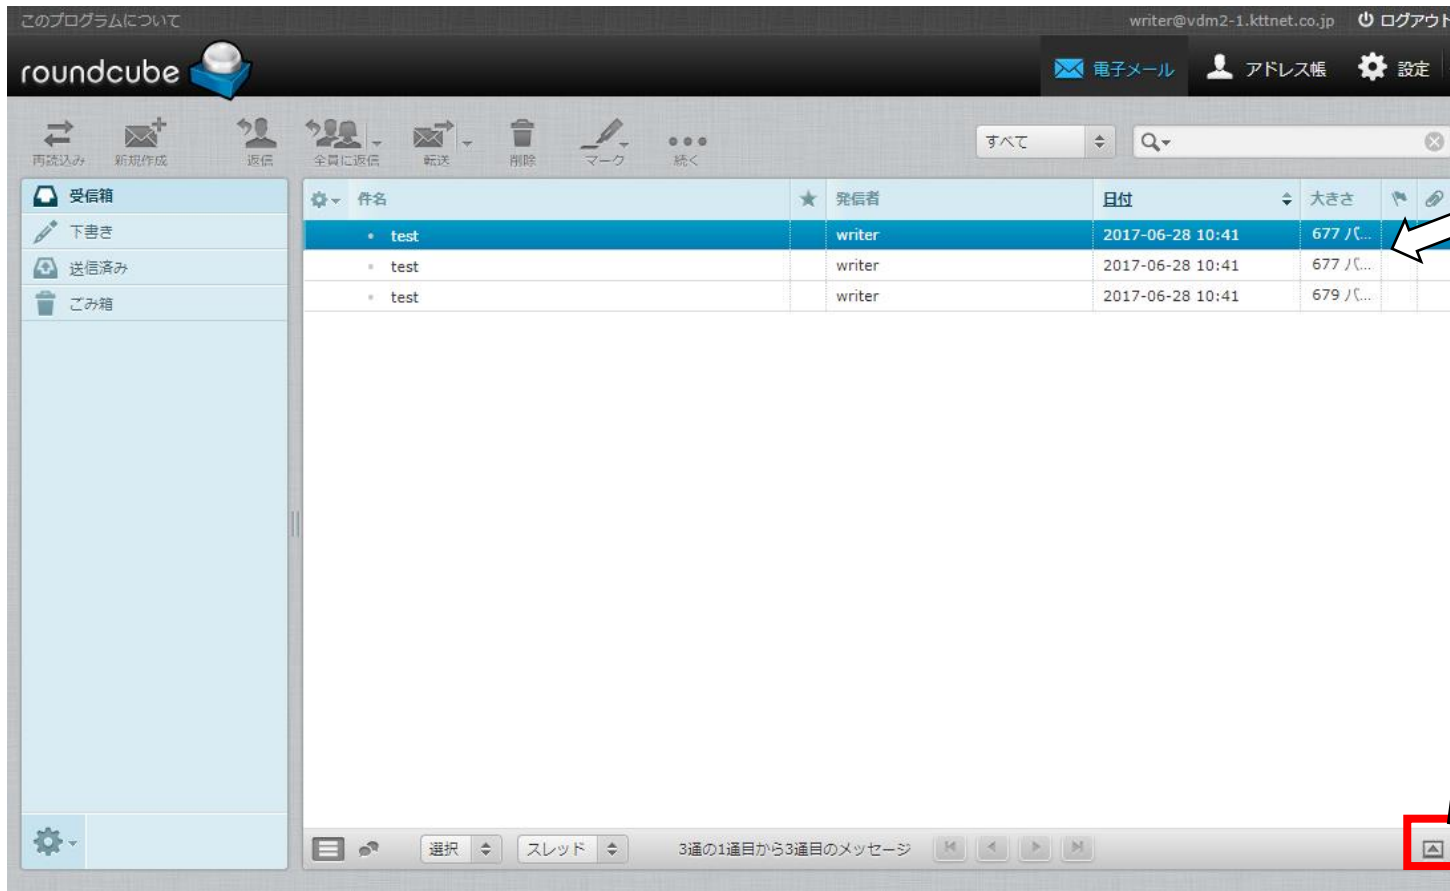 このプログラムについて writer@vdm2-1.kttnet.co.jp ログアウト
roundcube 電子メール アドレス帳 設定
再読込み 新規作成 返信 全員に返信 転送 削除 マーク 続く すべて
受信箱 件名 発信者 日付 大きさ
下書き test writer 2017-06-28 10:41 677 バ...
送信済み test writer 2017-06-28 10:41 677 バ...
ごみ箱 test writer 2017-06-28 10:41 679 バ...
選択 スレッド 3通の1通目から3通目のメッセージ